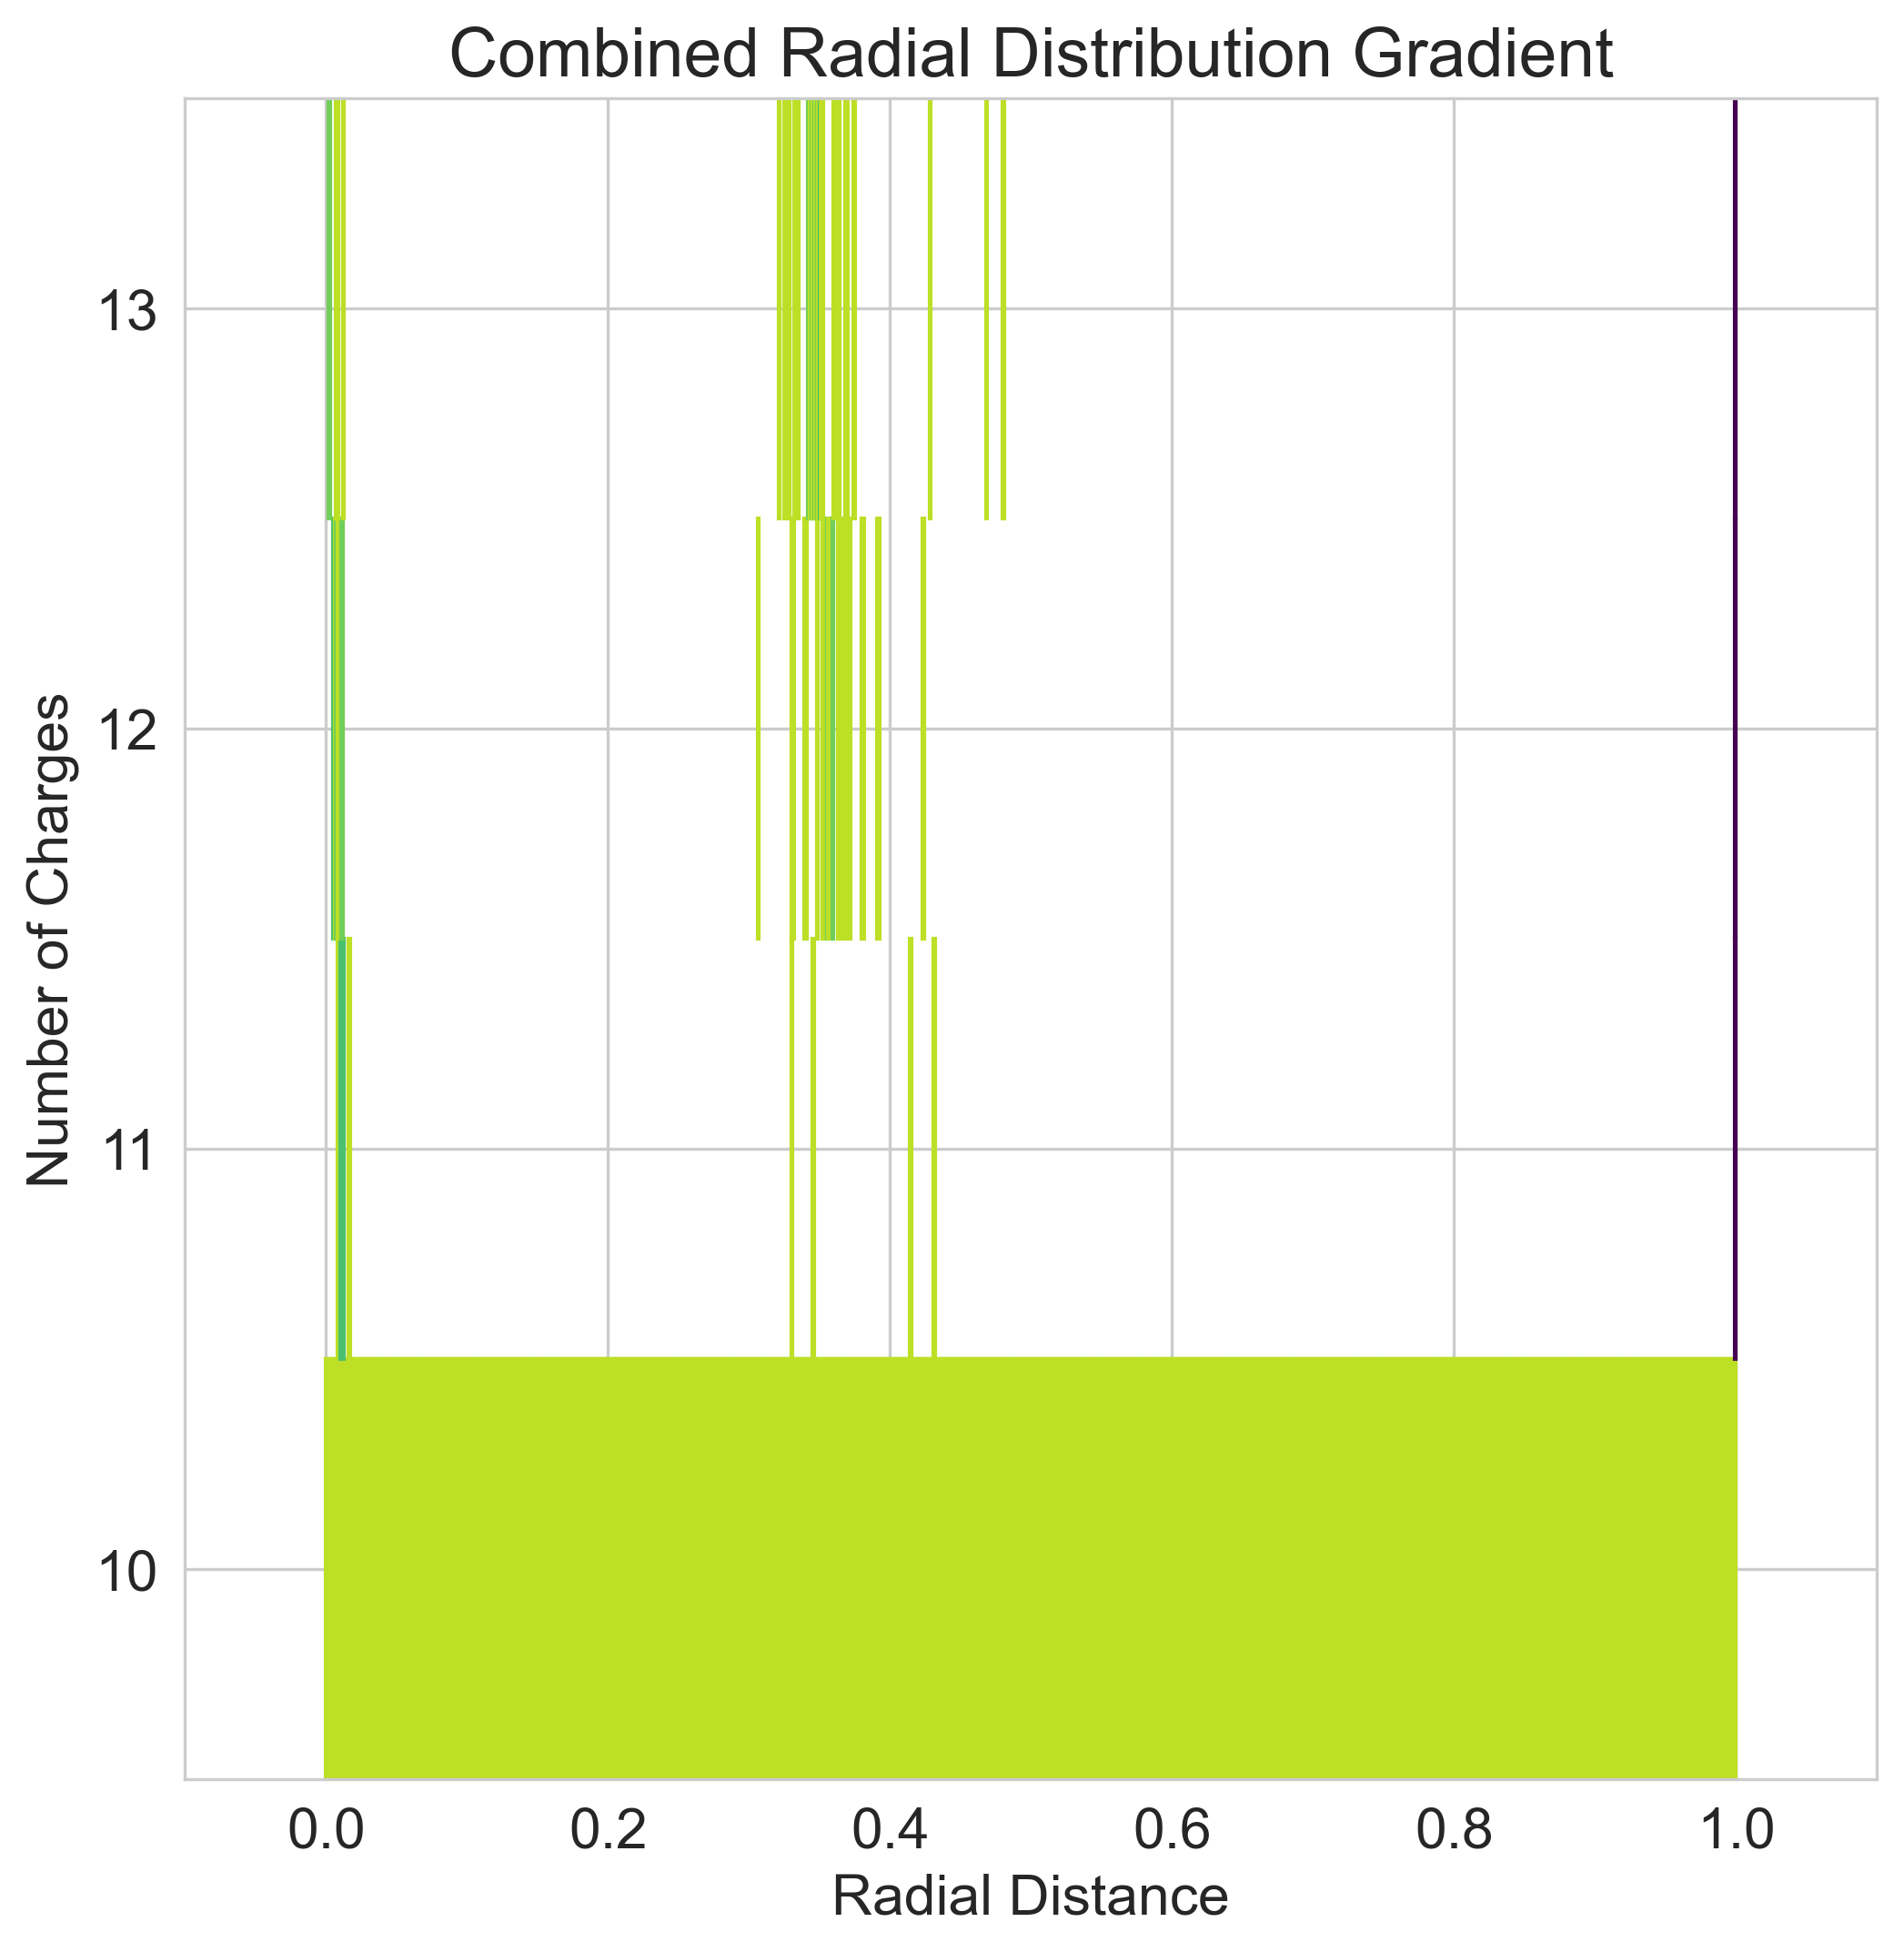 Combined Radial Distribution Gradient
13
12
11
10
Number of Charges
0.0 0.2 0.4 0.6 0.8 1.0
Radial Distance